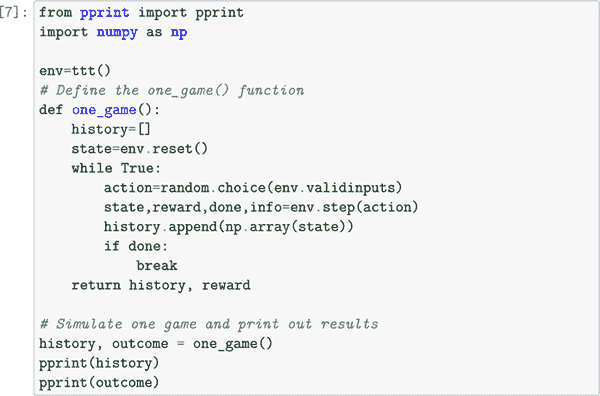 [7]: from pprint import pprint
import numpy as np

env=ttt()
# Define the one_game() function
def one_game():
    history=[]
    state=env.reset()
    while True:
        action=random.choice(env.validinputs)
        state,reward,done,info=env.step(action)
        history.append(np.array(state))
        if done:
            break
    return history, reward

# Simulate one game and print out results
history, outcome = one_game()
pprint(history)
pprint(outcome)